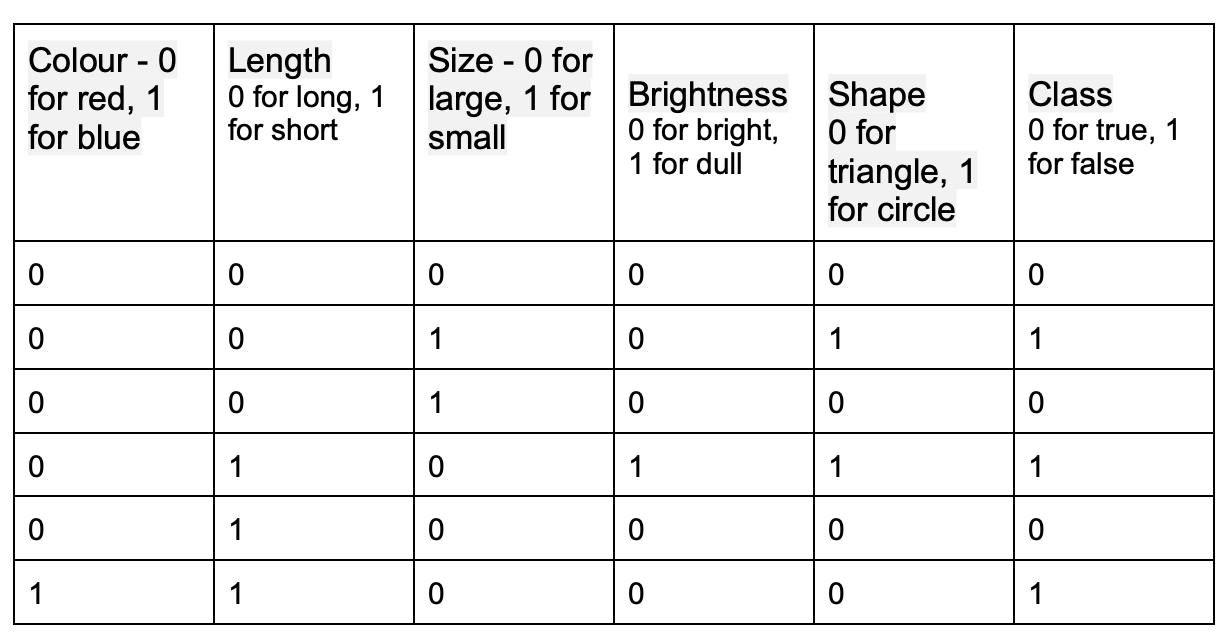 Colour - 0
for red, 1
for blue
Length
0 for long, 1
for short
Size - 0 for
large, 1 for
small
Brightness
0 for bright,
1 for dull
Shape
0 for
triangle, 1
for circle
Class
0 for true, 1
for false
0 0 0 0 0 0
0 0 1 0 1 1
0 0 1 0 0 0
0 1 0 1 1 1
0 1 0 0 0 0
1 1 0 0 0 1